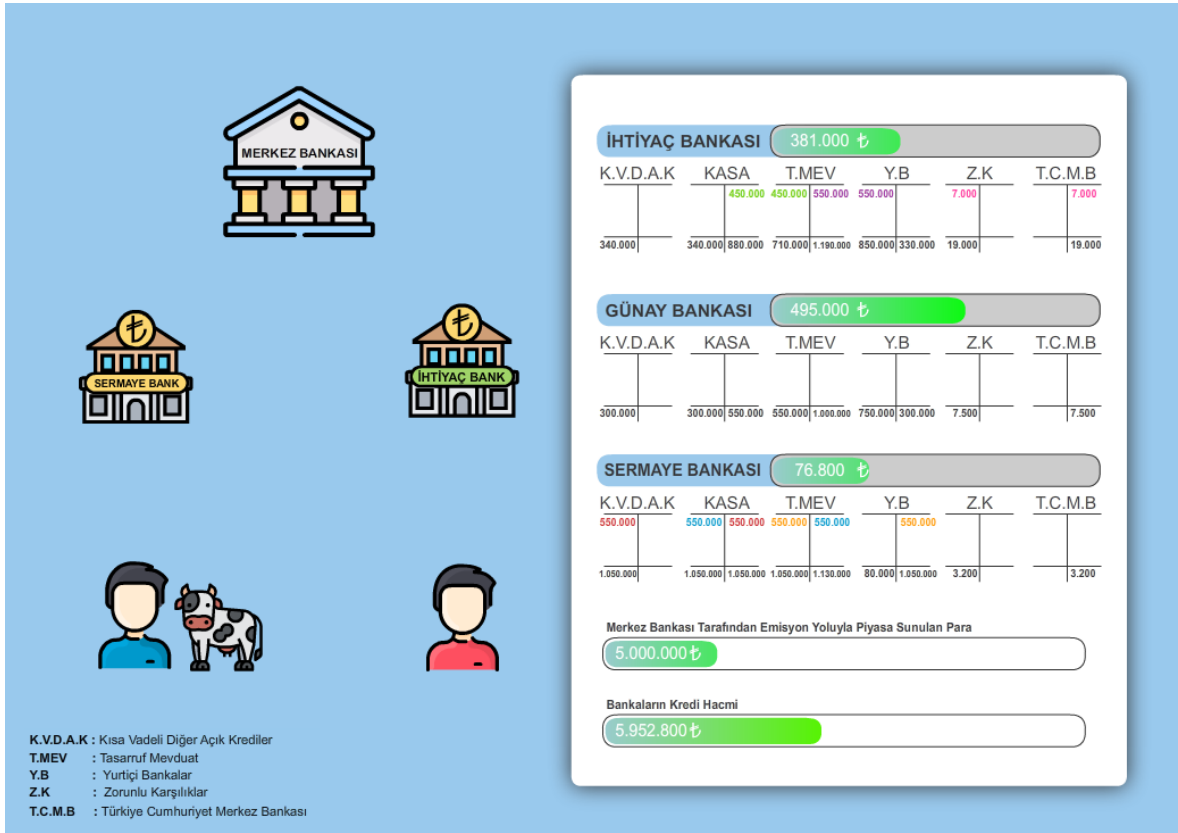 MERKEZ BANKASI
SERMAYE BANK
İHTİYAÇ BANK
K.V.D.A.K : Kısa Vadeli Diğer Açık Krediler
T.MEV : Tasarruf Mevduat
Y.B : Yurtiçi Bankalar
Z.K : Zorunlu Karşılıklar
T.C.M.B : Türkiye Cumhuriyet Merkez Bankası
İHTİYAÇ BANKASI 381.000 ₺
K.V.D.A.K KASA T.MEV Y.B Z.K T.C.M.B
450.000 450.000 550.000 550.000 7.000 7.000
340.000 340.000 880.000 710.000 1.190.000 850.000 330.000 19.000 19.000
GÜNAY BANKASI 495.000 ₺
K.V.D.A.K KASA T.MEV Y.B Z.K T.C.M.B
300.000 300.000 550.000 550.000 1.000.000 750.000 300.000 7.500 7.500
SERMAYE BANKASI 76.800 ₺
K.V.D.A.K KASA T.MEV Y.B Z.K T.C.M.B
550.000 550.000 550.000 550.000 550.000 550.000
1.050.000 1.050.000 1.050.000 1.050.000 1.130.000 80.000 1.050.000 3.200 3.200
Merkez Bankası Tarafından Emisyon Yoluyla Piyasa Sunulan Para
5.000.000 ₺
Bankaların Kredi Hacmi
5.952.800 ₺